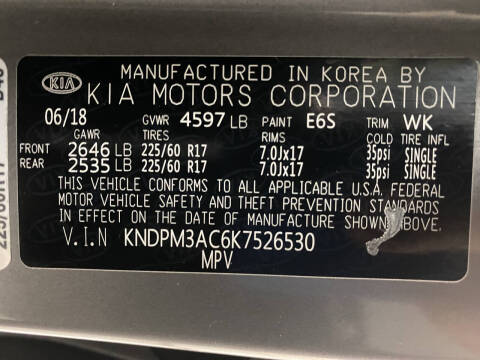 MANUFACTURED IN KOREA BY
KIA KIA MOTORS CORPORATION
06/18 GVWR 4597 LB PAINT E6S TRIM WK
GAWR TIRES RIMS COLD TIRE INFL
FRONT 2646 LB 225/60 R17 7.0Jx17 35psi SINGLE
REAR 2535 LB 225/60 R17 7.0Jx17 35psi SINGLE
THIS VEHICLE CONFORMS TO ALL APPLICABLE U.S.A. FEDERAL
MOTOR VEHICLE SAFETY AND THEFT PREVENTION STANDARDS
IN EFFECT ON THE DATE OF MANUFACTURE SHOWN ABOVE.
V.I.N KNDPM3AC6K7526530
MPV